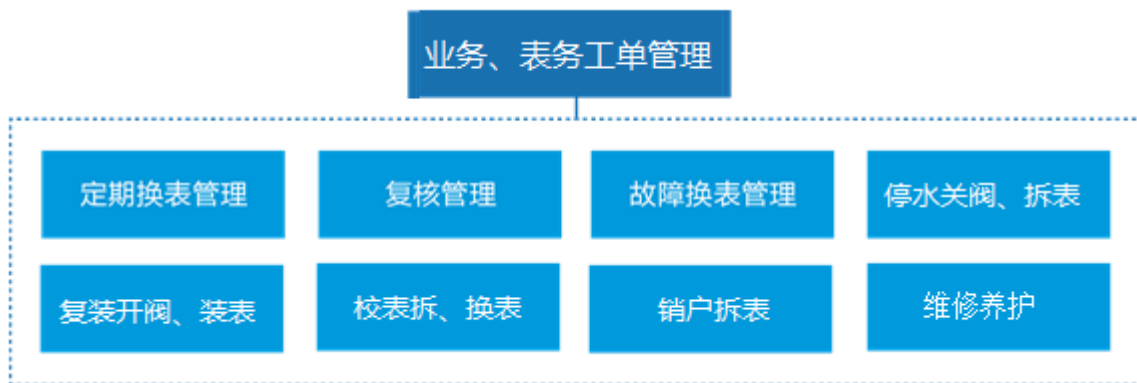 业务、表务工单管理
定期换表管理
复核管理
故障换表管理
停水关阀、拆表
复装开阀、装表
校表拆、换表
销户拆表
维修养护